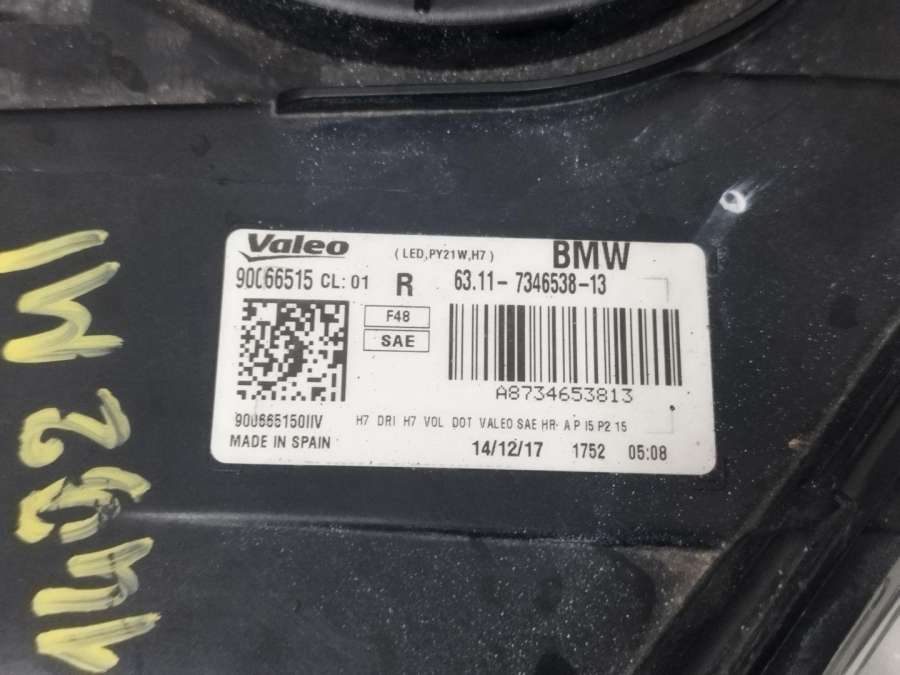 Valeo (LED,PY21W,H7) BMW
90066515 CL: 01 R 63.11-7346538-13
F48
SAE
A8734653813
H7 DRI H7 VOL DOT VALEO SAE HR A P I5 P2 15
MADE IN SPAIN 14/12/17 1752 05:08